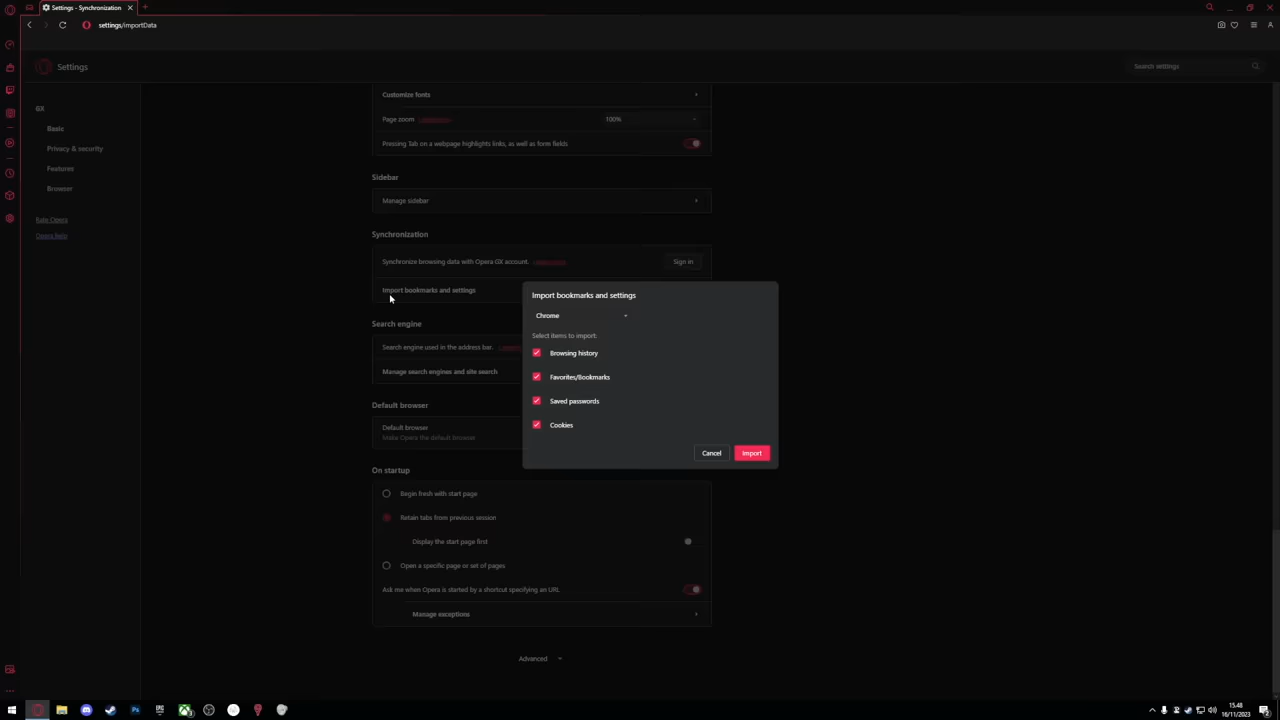 Settings - Synchronization
settings/importData
Settings
Search settings
GX
Basic
Privacy & security
Features
Browser
Rate Opera
Opera help
Customize fonts
Page zoom
100%
Pressing Tab on a webpage highlights links, as well as form fields
Sidebar
Manage sidebar
Synchronization
Synchronize browsing data with Opera GX account.
Sign in
Import bookmarks and settings
Search engine
Search engine used in the address bar.
Manage search engines and site search
Default browser
Default browser
Make Opera the default browser
On startup
Begin fresh with start page
Retain tabs from previous session
Display the start page first
Open a specific page or set of pages
Ask me when Opera is started by a shortcut specifying an URL
Manage exceptions
Advanced
Import bookmarks and settings
Chrome
Select items to import:
Browsing history
Favorites/Bookmarks
Saved passwords
Cookies
Cancel
Import
15.48
16/11/2023